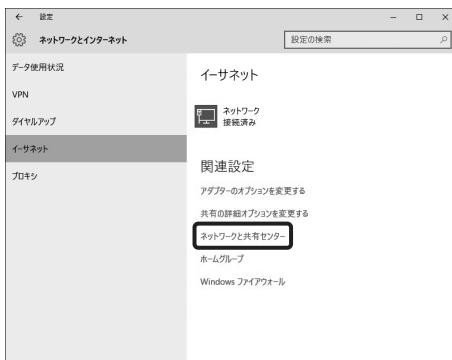 設定
ネットワークとインターネット
設定の検索
データ使用状況
VPN
ダイヤルアップ
イーサネット
プロキシ
イーサネット
ネットワーク
接続済み
関連設定
アダプターのオプションを変更する
共有の詳細オプションを変更する
ネットワークと共有センター
ホームグループ
Windows ファイアウォール